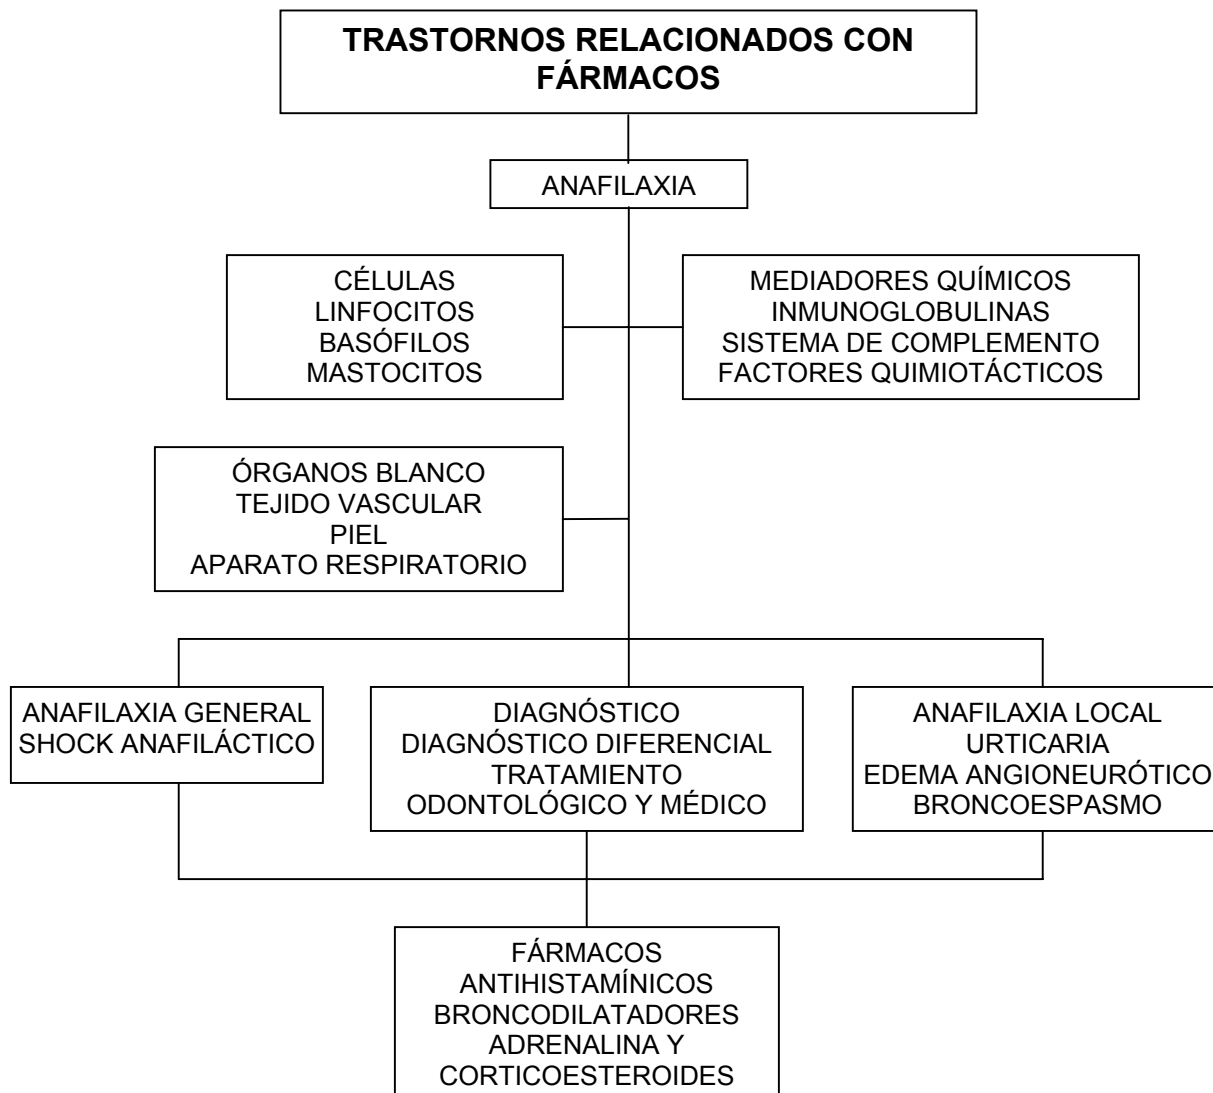 TRASTORNOS RELACIONADOS CON
FÁRMACOS
ANAFILAXIA
CÉLULAS
LINFOCITOS
BASÓFILOS
MASTOCITOS
MEDIADORES QUÍMICOS
INMUNOGLOBULINAS
SISTEMA DE COMPLEMENTO
FACTORES QUIMIOTÁCTICOS
ÓRGANOS BLANCO
TEJIDO VASCULAR
PIEL
APARATO RESPIRATORIO
ANAFILAXIA GENERAL
SHOCK ANAFILÁCTICO
DIAGNÓSTICO
DIAGNÓSTICO DIFERENCIAL
TRATAMIENTO
ODONTOLÓGICO Y MÉDICO
ANAFILAXIA LOCAL
URTICARIA
EDEMA ANGIONEURÓTICO
BRONCOESPASMO
FÁRMACOS
ANTIHISTAMÍNICOS
BRONCODILATADORES
ADRENALINA Y
CORTICOESTEROIDES